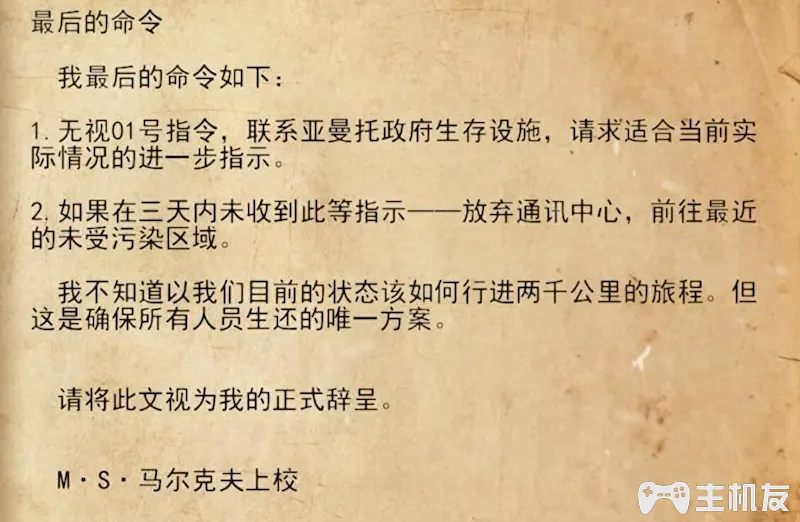 最后的命令
我最后的命令如下：
1.无视01号指令，联系亚曼托政府生存设施，请求适合当前实
际情况的进一步指示。
2.如果在三天内未收到此等指示——放弃通讯中心，前往最近
的未受污染区域。
我不知道以我们目前的状态该如何行进两千公里的旅程。但
这是确保所有人员生还的唯一方案。
请将此文视为我的正式辞呈。
M·S·马尔克夫上校
主机友